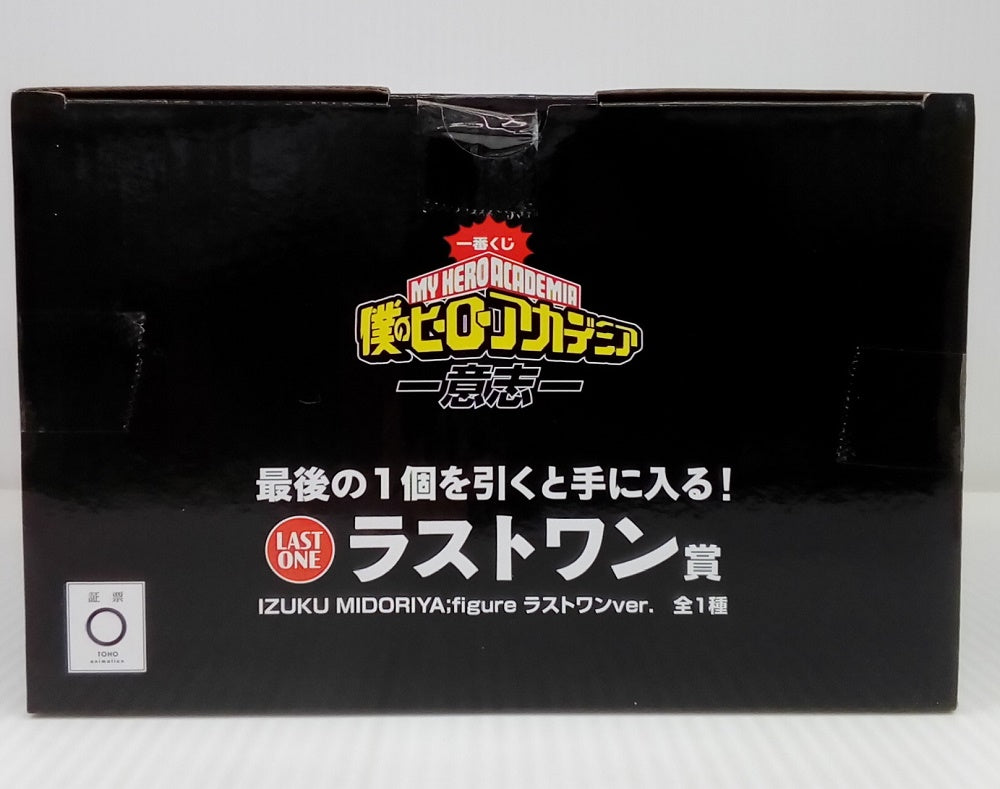 一番くじ
MY HERO ACADEMIA
僕のヒーローアカデミア
―意志―
最後の1個を引くと手に入る!
LAST
ONE
ラストワン賞
IZUKU MIDORIYA;figure ラストワンver. 全1種
証票
TOHO
animation